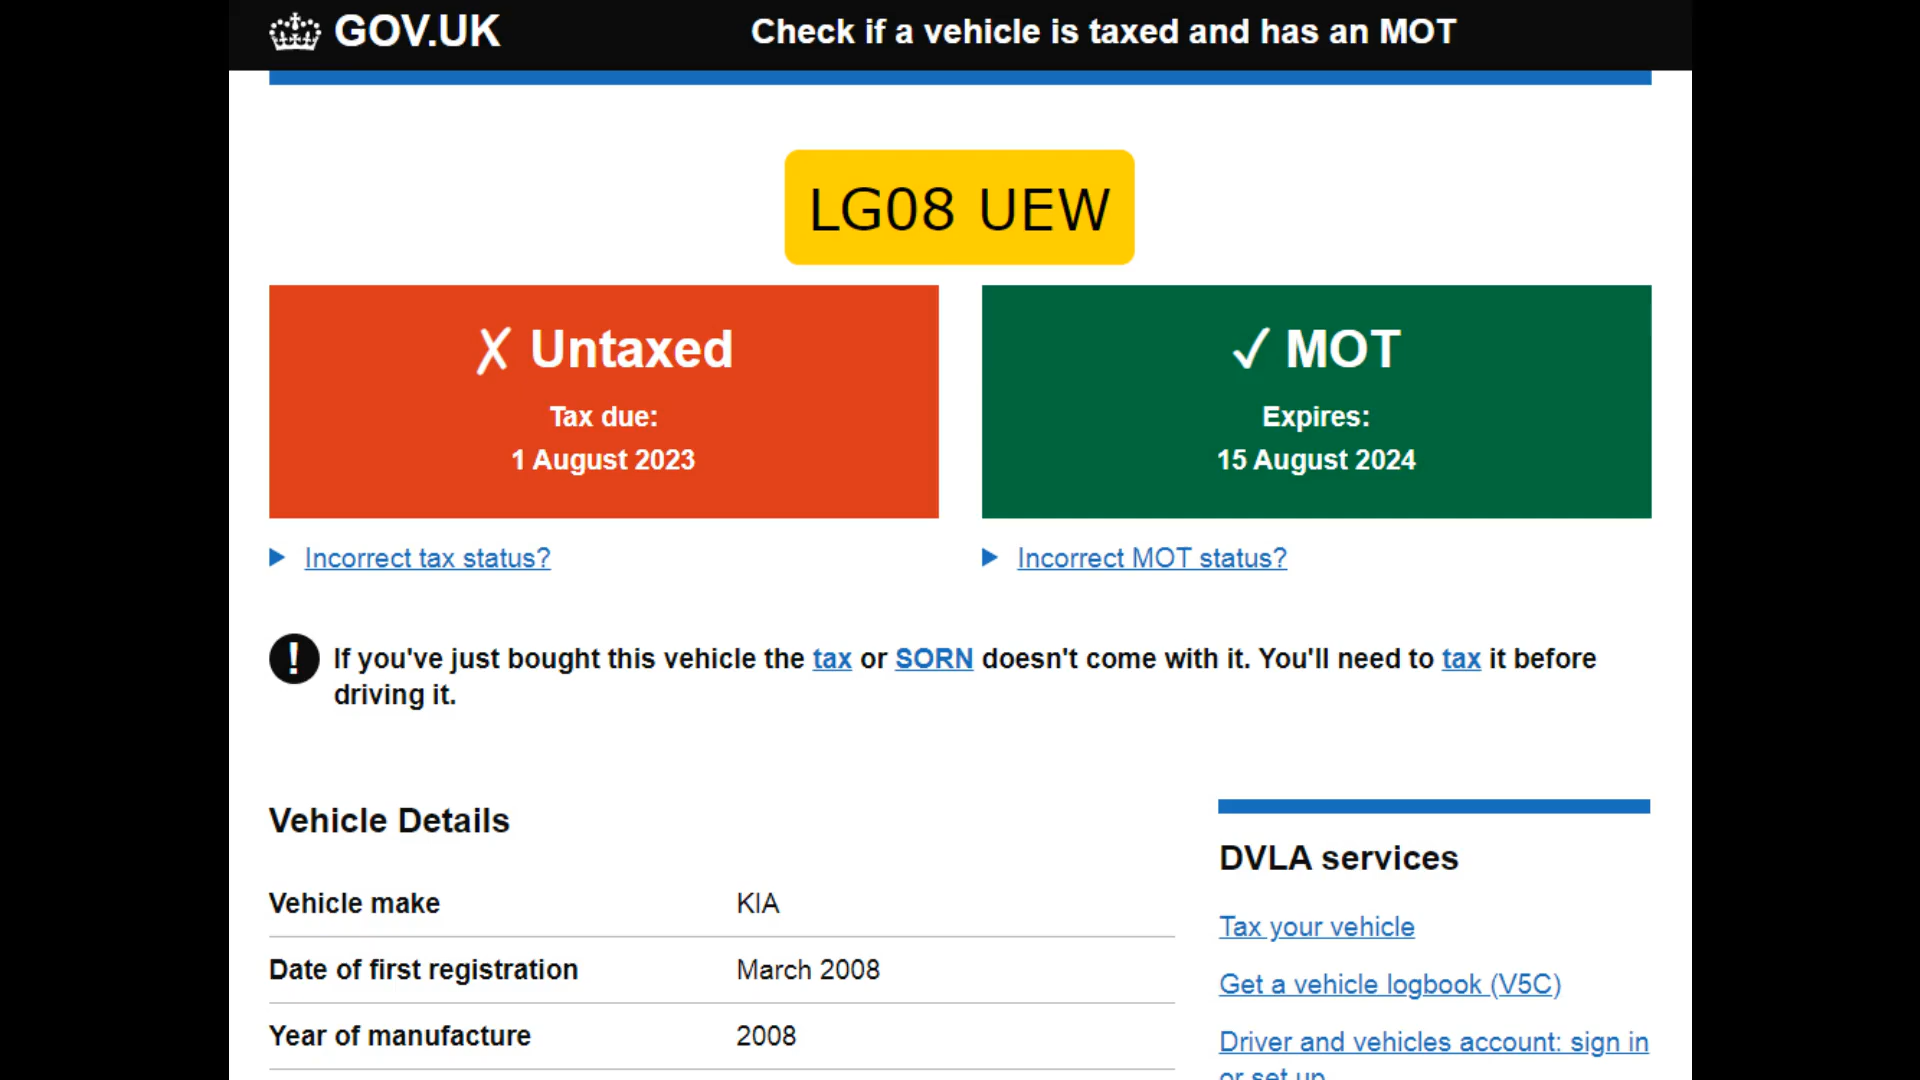 GOV.UK
Check if a vehicle is taxed and has an MOT
LG08 UEW
✗ Untaxed
Tax due:
1 August 2023
✓ MOT
Expires:
15 August 2024
Incorrect tax status?
Incorrect MOT status?
! If you've just bought this vehicle the tax or SORN doesn't come with it. You'll need to tax it before
driving it.
Vehicle Details
Vehicle make KIA
Date of first registration March 2008
Year of manufacture 2008
DVLA services
Tax your vehicle
Get a vehicle logbook (V5C)
Driver and vehicles account: sign in
or set up